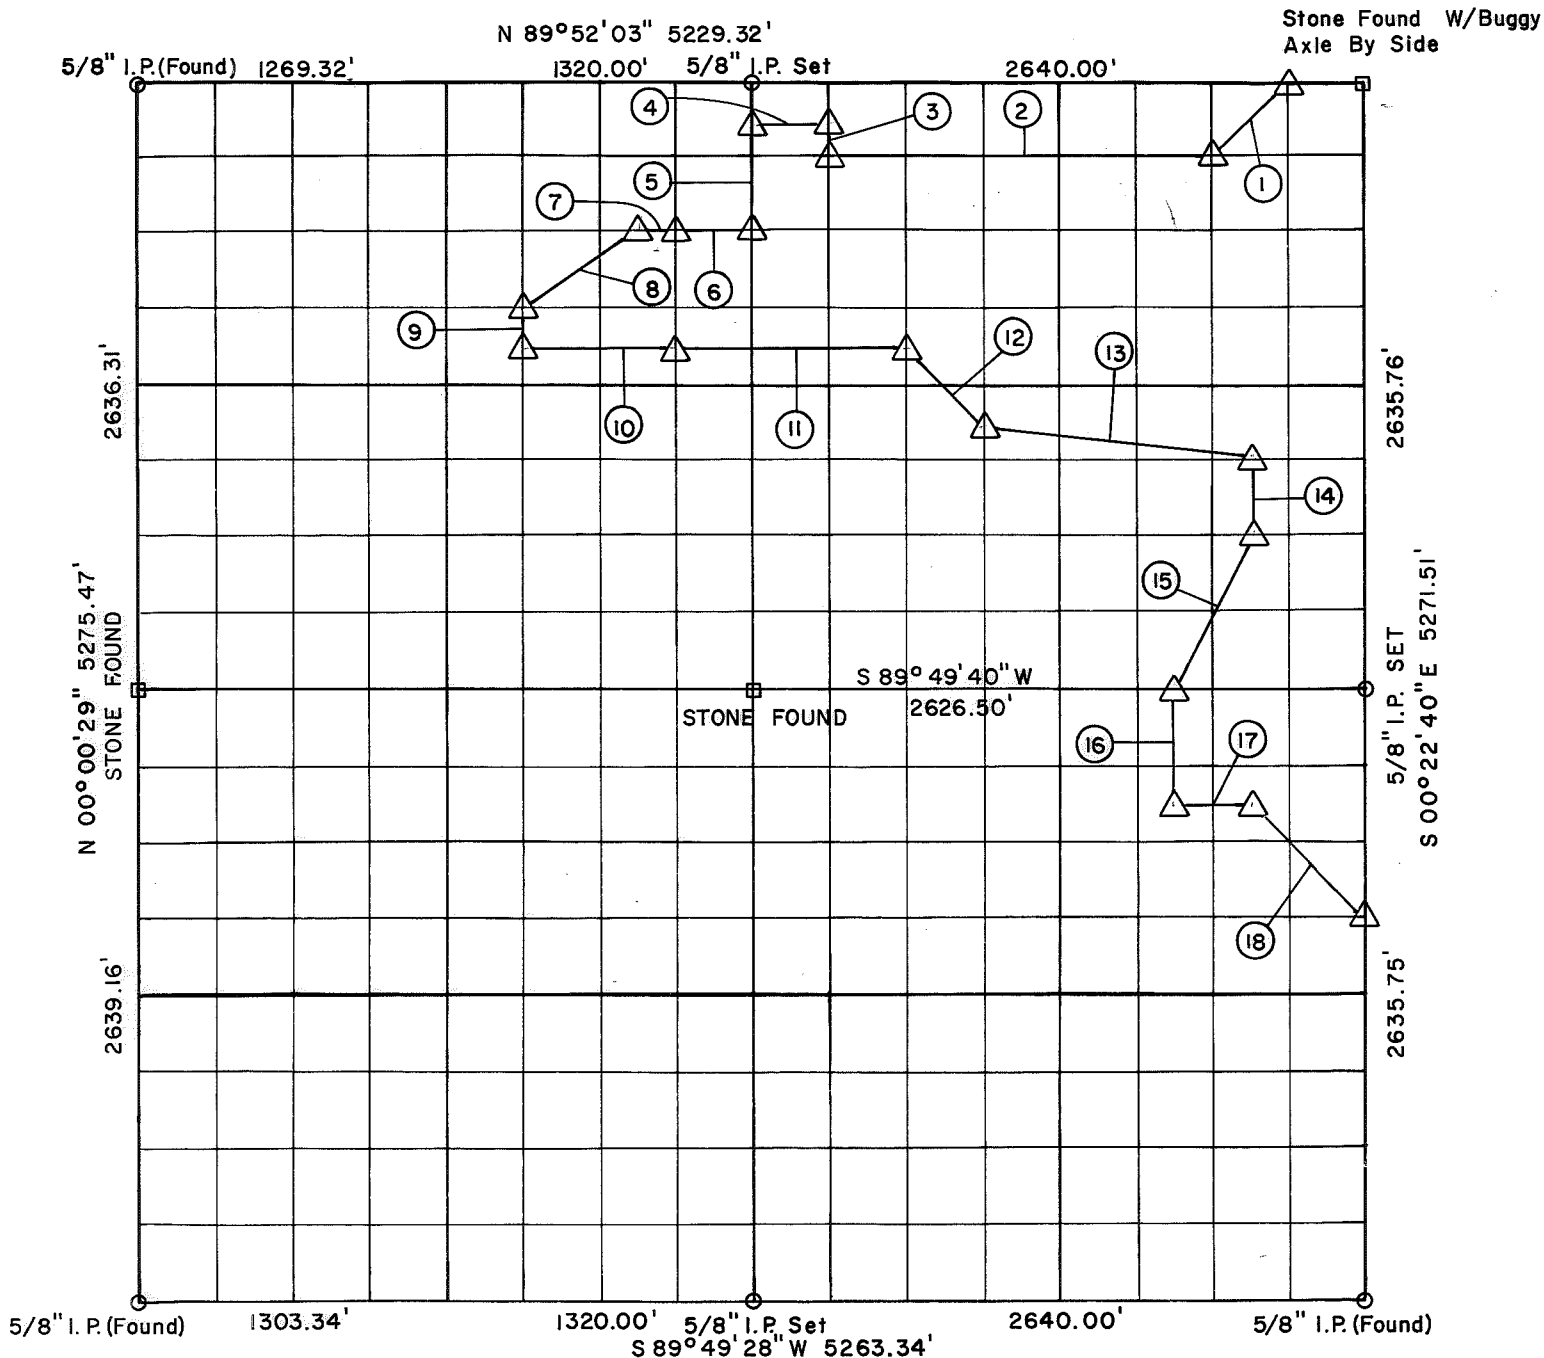 Stone Found W/Buggy
Axle By Side
N 89°52'03" 5229.32'
5/8" I.P.(Found) 1269.32' 1320.00' 5/8" I.P. Set 2640.00'
4
3
2
1
5
7
8
6
9
12
13
10
11
14
15
16
17
18
2636.31'
2635.76'
N 00°00'29" 5275.47'
STONE FOUND
S 89°49'40" W
2626.50'
STONE FOUND
5/8" I.P. SET
S 00°22'40" E 5271.51'
2639.16'
2635.75'
5/8" I.P. (Found) 1303.34' 1320.00' 5/8" I.P. Set 2640.00' 5/8" I.P. (Found)
S 89°49'28" W 5263.34'